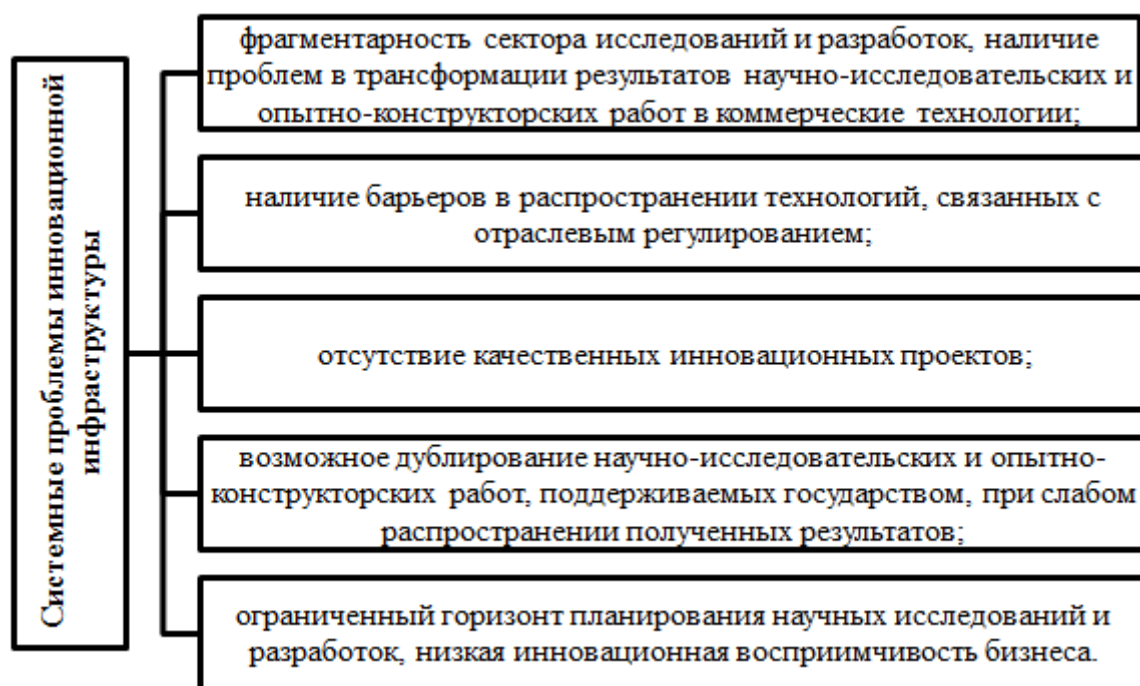 Системные проблемы инновационной
инфраструктуры
фрагментарность сектора исследований и разработок, наличие
проблем в трансформации результатов научно-исследовательских и
опытно-конструкторских работ в коммерческие технологии;
наличие барьеров в распространении технологий, связанных с
отраслевым регулированием;
отсутствие качественных инновационных проектов;
возможное дублирование научно-исследовательских и опытно-
конструкторских работ, поддерживаемых государством, при слабом
распространении полученных результатов;
ограниченный горизонт планирования научных исследований и
разработок, низкая инновационная восприимчивость бизнеса.